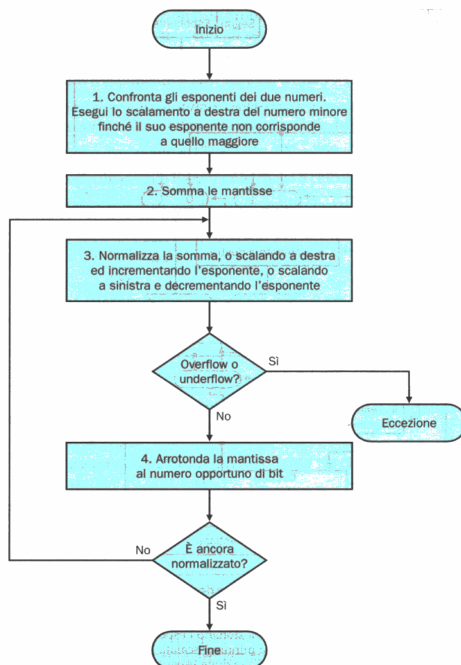 Inizio
1. Confronta gli esponenti dei due numeri.
Esegui lo scalamento a destra del numero minore
finché il suo esponente non corrisponde
a quello maggiore
2. Somma le mantisse
3. Normalizza la somma, o scalando a destra
ed incrementando l'esponente, o scalando
a sinistra e decrementando l'esponente
Overflow o
underflow?
Sì
No
Eccezione
4. Arrotonda la mantissa
al numero opportuno di bit
No
È ancora
normalizzato?
Sì
Fine